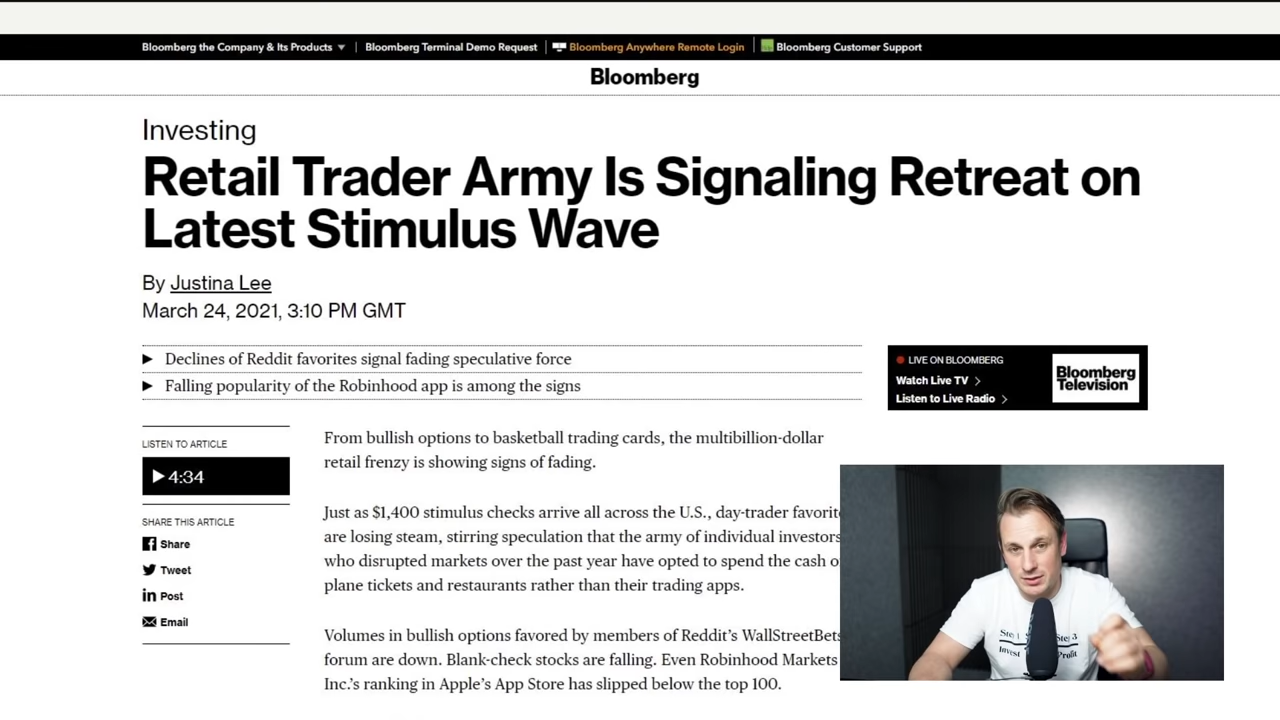 Bloomberg the Company & Its Products ▼ | Bloomberg Terminal Demo Request | Bloomberg Anywhere Remote Login | Bloomberg Customer Support
Bloomberg
Investing
Retail Trader Army Is Signaling Retreat on
Latest Stimulus Wave
By Justina Lee
March 24, 2021, 3:10 PM GMT
► Declines of Reddit favorites signal fading speculative force
► Falling popularity of the Robinhood app is among the signs
LIVE ON BLOOMBERG
Watch Live TV >
Listen to Live Radio >
Bloomberg
Television
LISTEN TO ARTICLE
4:34
SHARE THIS ARTICLE
Share
Tweet
Post
Email
From bullish options to basketball trading cards, the multibillion-dollar
retail frenzy is showing signs of fading.
Just as $1,400 stimulus checks arrive all across the U.S., day-trader
are losing steam, stirring speculation that the army of individual investors
who disrupted markets over the past year have opted to spend the cash
plane tickets and restaurants rather than their trading apps.
Volumes in bullish options favored by members of Reddit's WallStreetBets
forum are down. Blank-check stocks are falling. Even Robinhood Markets
Inc.'s ranking in Apple's App Store has slipped below the top 100.
Step 1 Step 3
Invest Profit